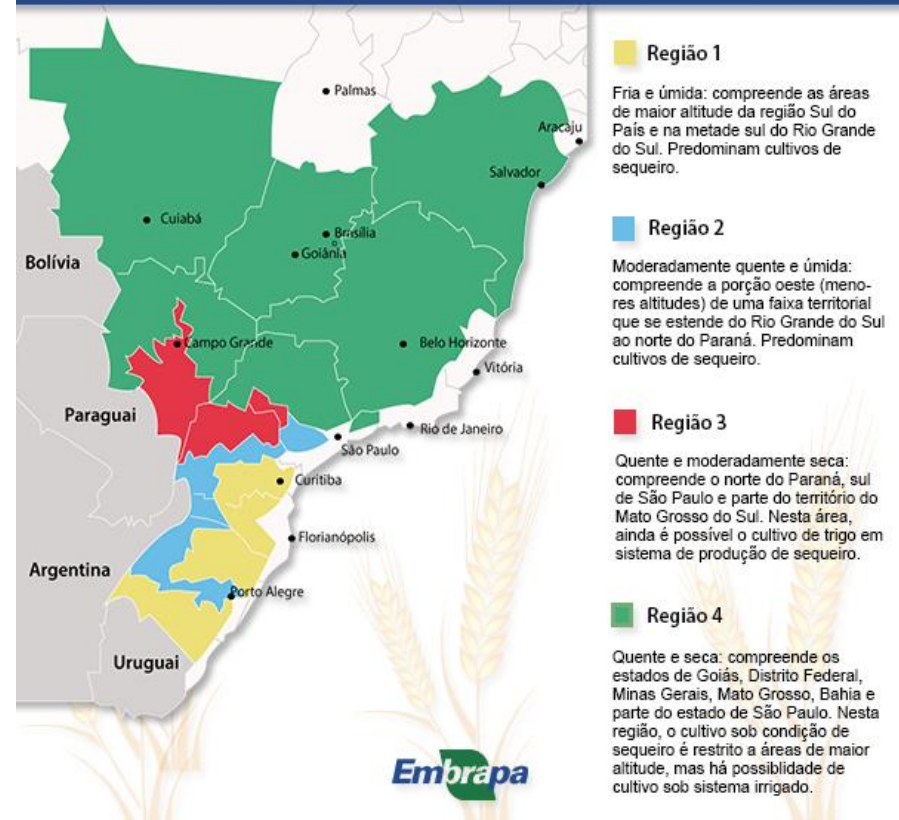 Palmas
Aracaju
Salvador
Cuiabá
Brasília
Goiânia
Bolívia
Campo Grande
Belo Horizonte
Vitória
Paraguai
Rio de Janeiro
São Paulo
Curitiba
Florianópolis
Argentina
Porto Alegre
Uruguai
Embrapa
Região 1
Fria e úmida: compreende as áreas
de maior altitude da região Sul do
País e na metade sul do Rio Grande
do Sul. Predominam cultivos de
sequeiro.
Região 2
Moderadamente quente e úmida:
compreende a porção oeste (meno-
res altitudes) de uma faixa territorial
que se estende do Rio Grande do Sul
ao norte do Paraná. Predominam
cultivos de sequeiro.
Região 3
Quente e moderadamente seca:
compreende o norte do Paraná, sul
de São Paulo e parte do território do
Mato Grosso do Sul. Nesta área,
ainda é possível o cultivo de trigo em
sistema de produção de sequeiro.
Região 4
Quente e seca: compreende os
estados de Goiás, Distrito Federal,
Minas Gerais, Mato Grosso, Bahia e
parte do estado de São Paulo. Nesta
região, o cultivo sob condição de
sequeiro é restrito a áreas de maior
altitude, mas há possiblidade de
cultivo sob sistema irrigado.